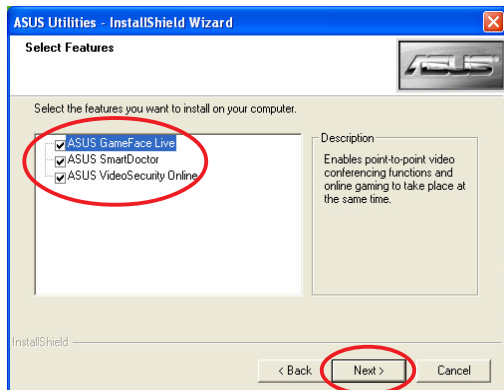 ASUS Utilities - InstallShield Wizard
Select Features
ASUS
Select the features you want to install on your computer.
ASUS GameFace Live
ASUS SmartDoctor
ASUS VideoSecurity Online
Description
Enables point-to-point video
conferencing functions and
online gaming to take place at
the same time.
InstallShield
< Back
Next >
Cancel